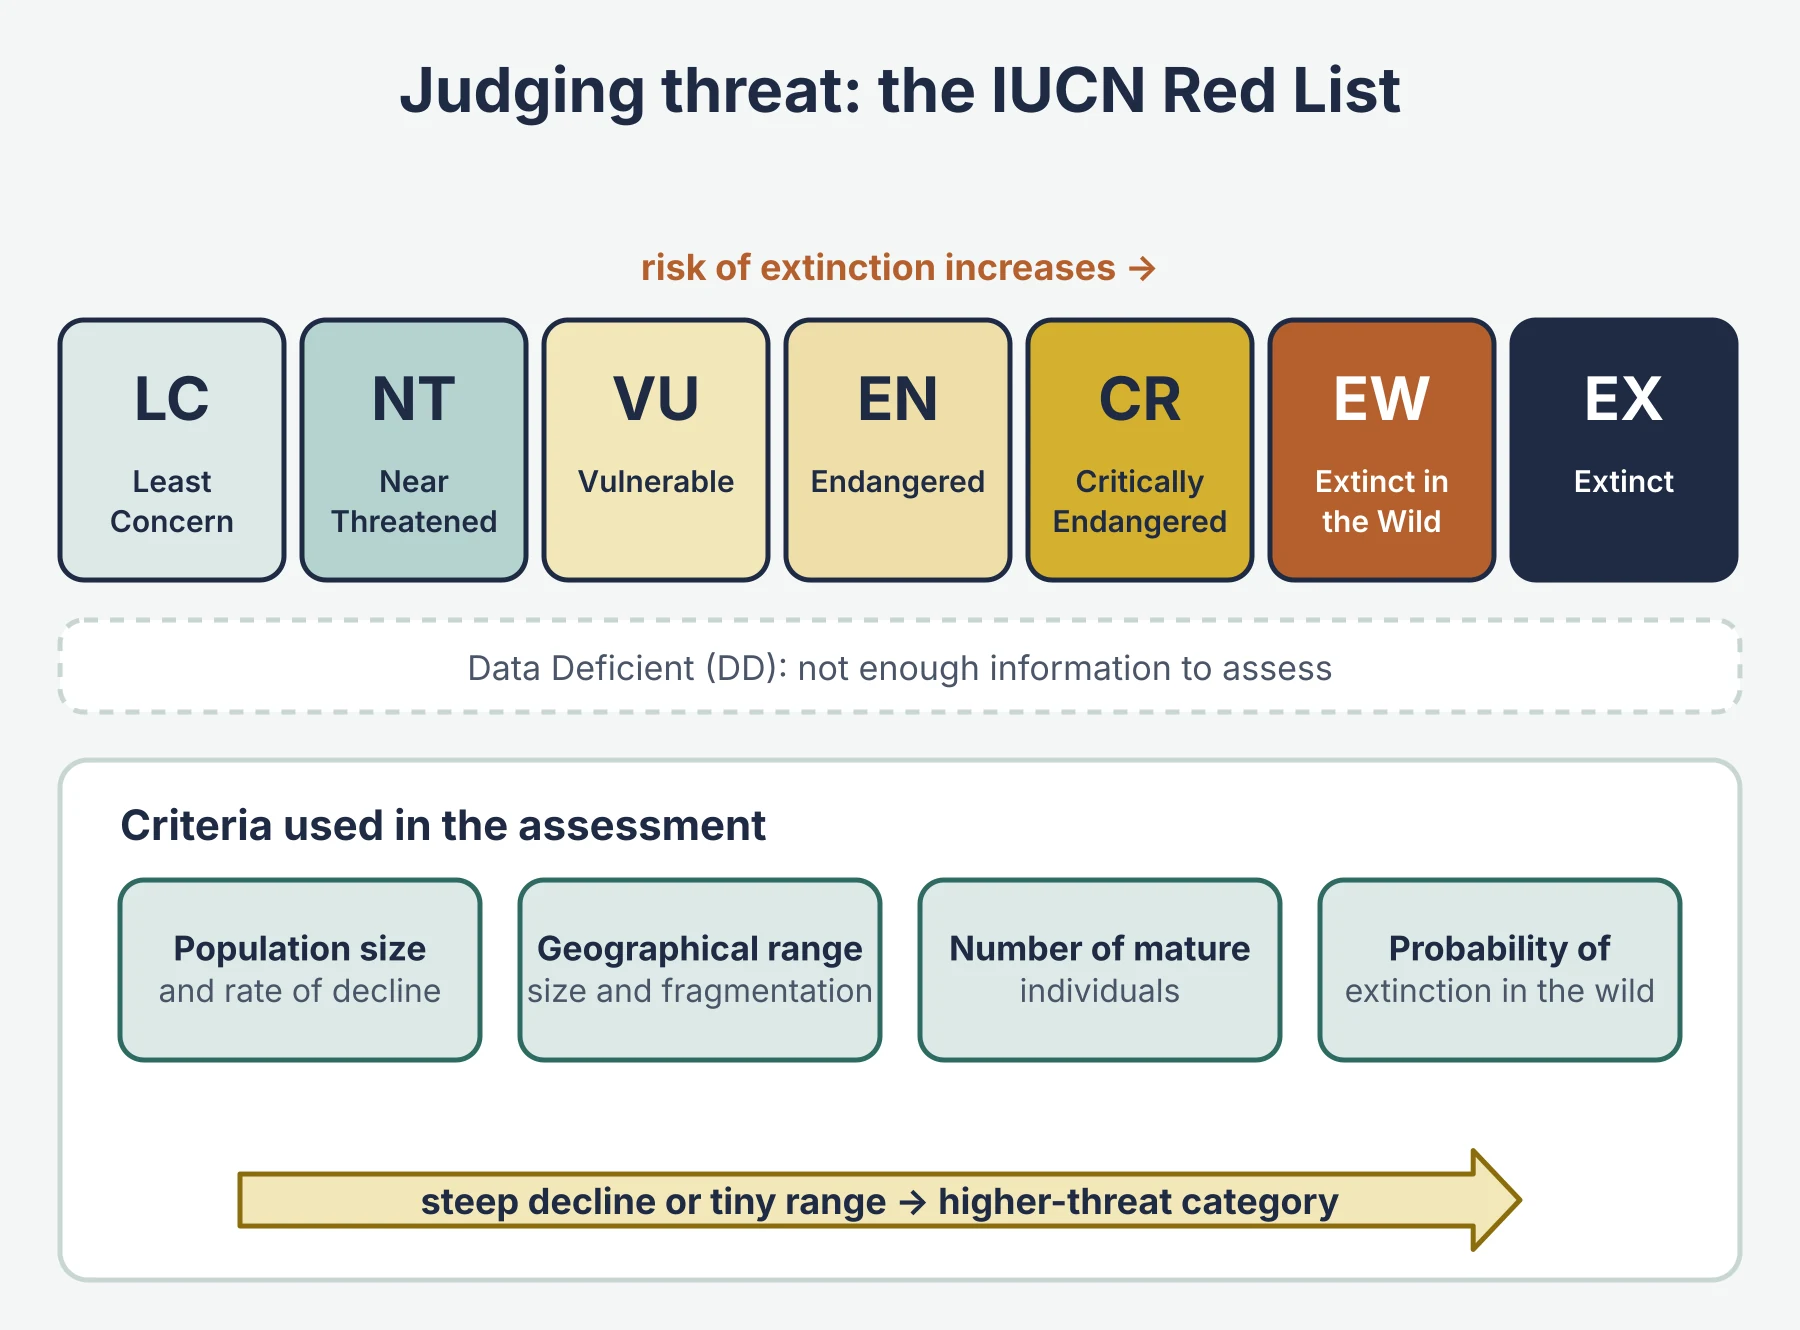 Judging threat: the IUCN Red List
risk of extinction increases →
LC
Least
Concern
NT
Near
Threatened
VU
Vulnerable
EN
Endangered
CR
Critically
Endangered
EW
Extinct in
the Wild
EX
Extinct
Data Deficient (DD): not enough information to assess
Criteria used in the assessment
Population size
and rate of decline
Geographical range
size and fragmentation
Number of mature
individuals
Probability of
extinction in the wild
steep decline or tiny range → higher-threat category